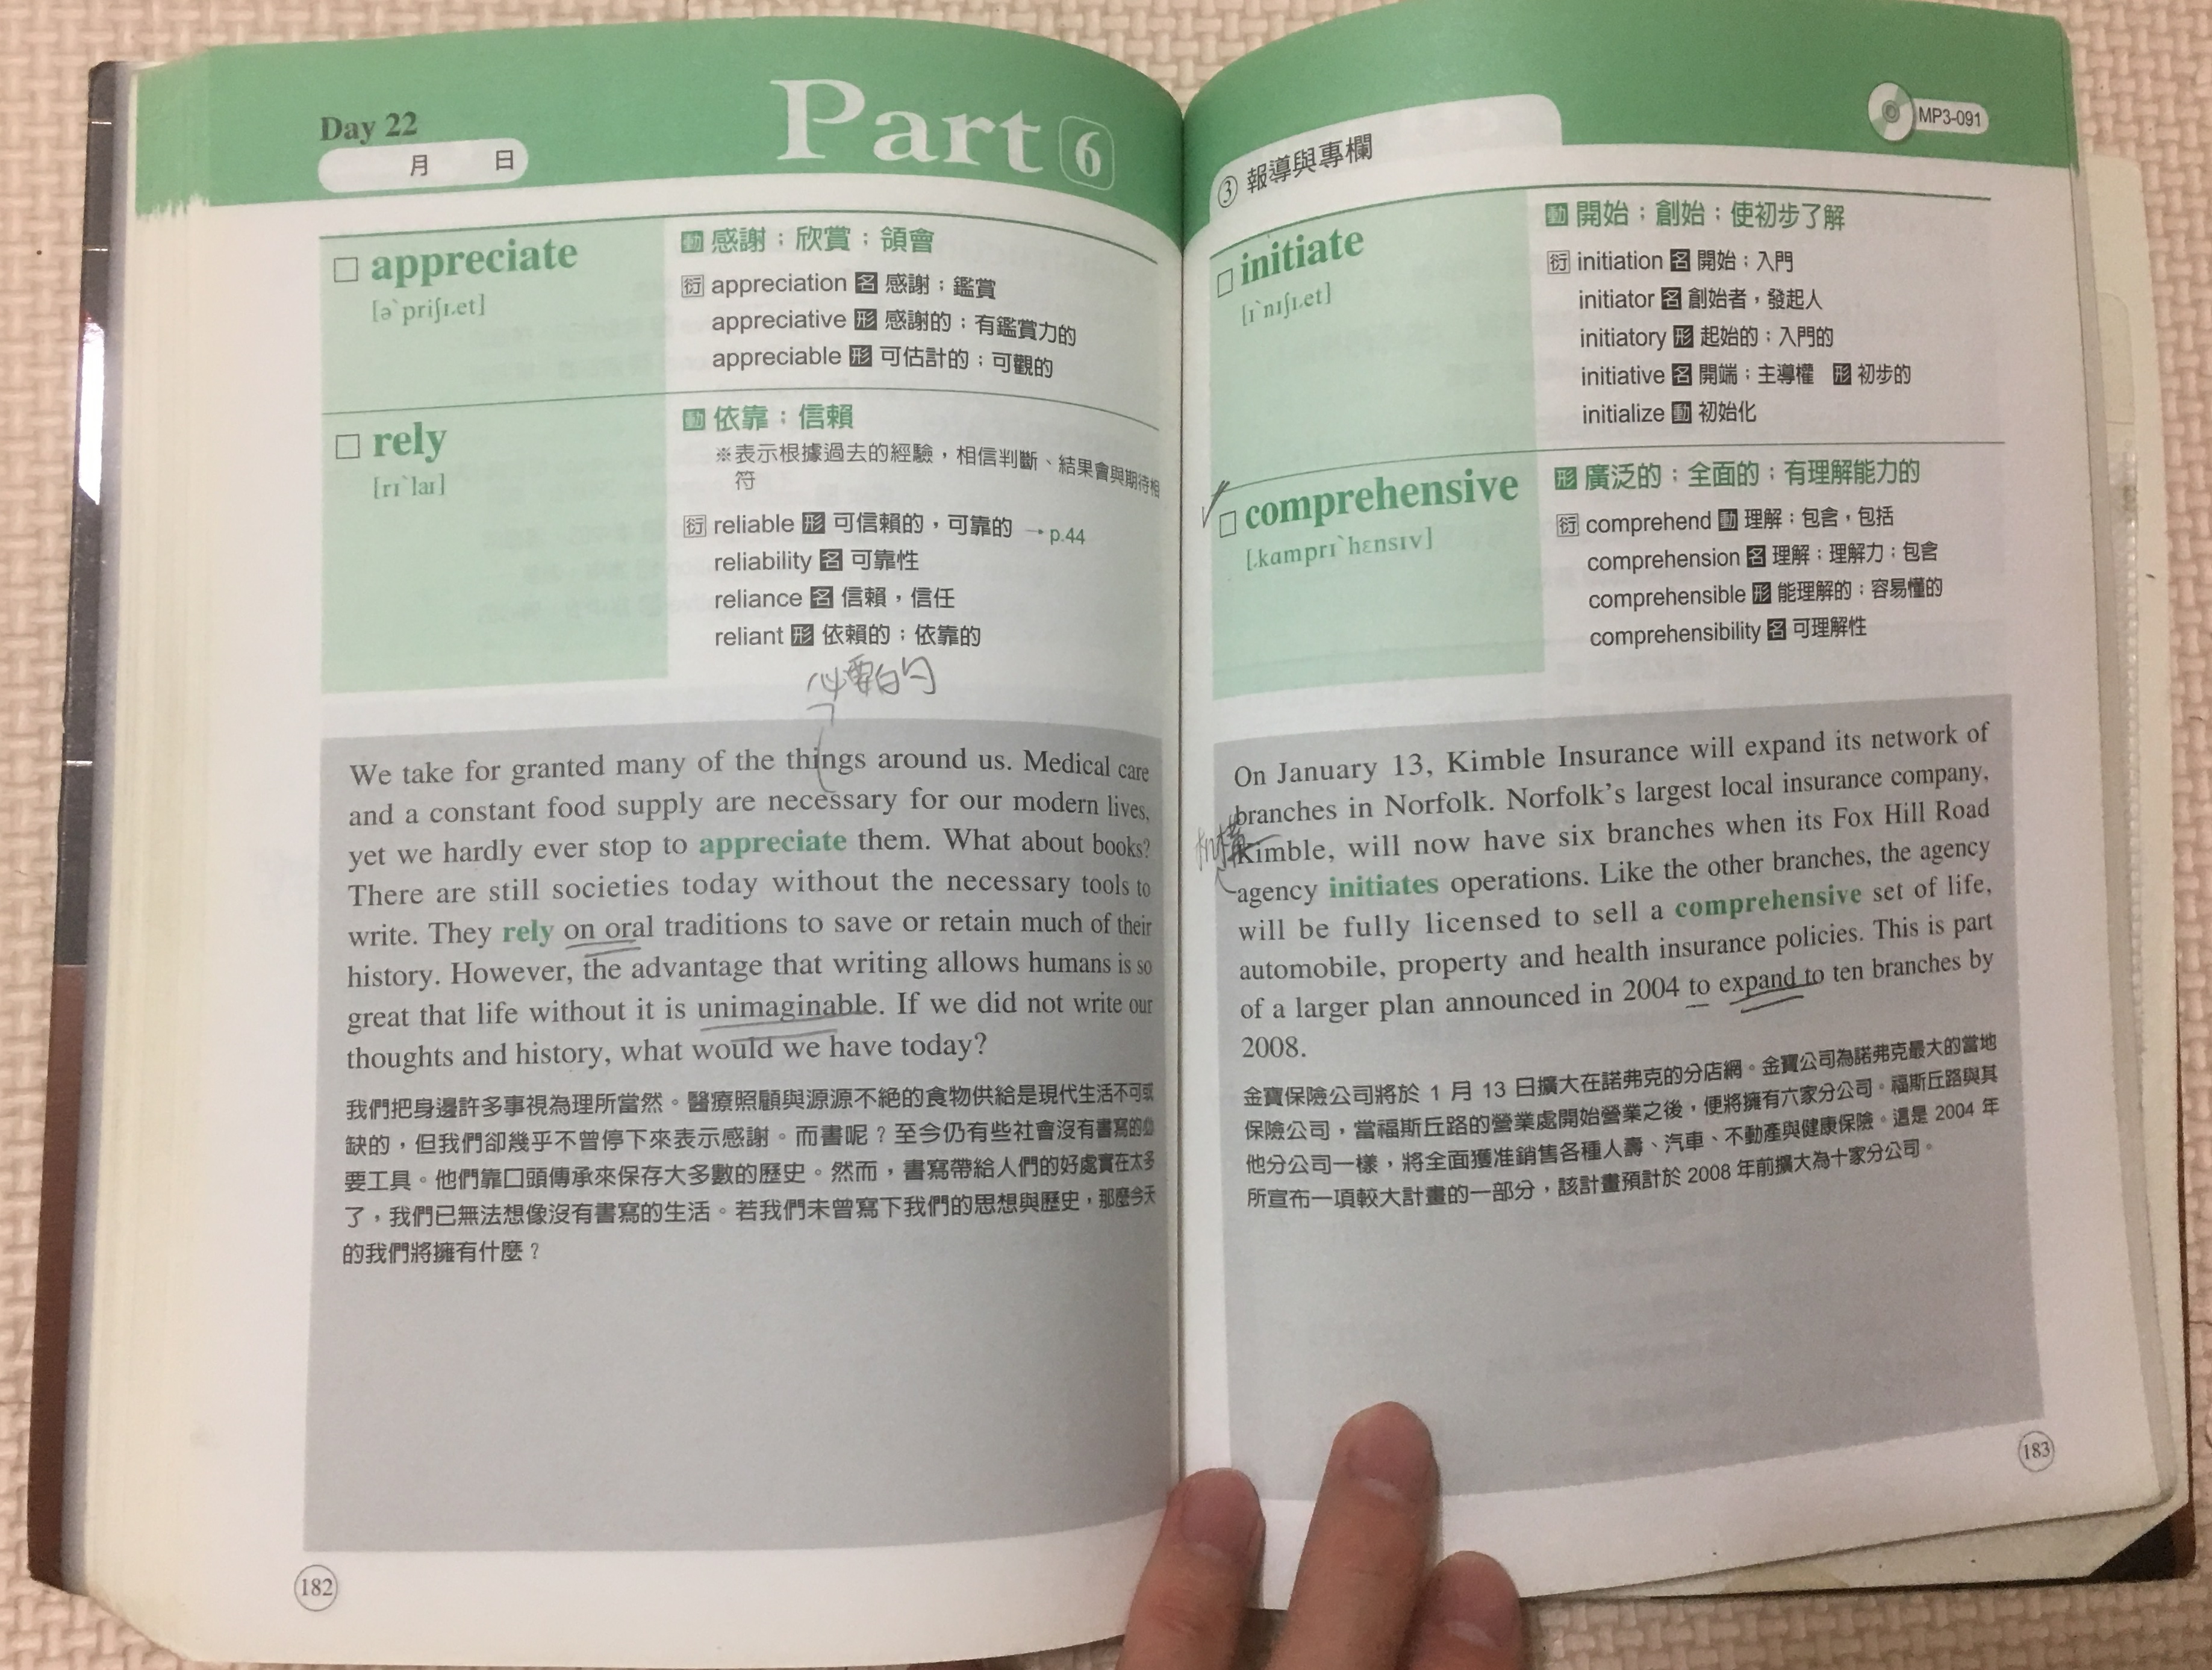 Day 22
月 日
Part 6
□ appreciate
[ə`priʃɪ͵et]
動 感謝；欣賞；領會
衍 appreciation 名 感謝；鑑賞
appreciative 形 感謝的；有鑑賞力的
appreciable 形 可估計的；可觀的
□ rely
[rɪ`laɪ]
動 依靠；信賴
※表示根據過去的經驗，相信判斷、結果會與期待相
符
衍 reliable 形 可信賴的，可靠的 → p.44
reliability 名 可靠性
reliance 名 信賴，信任
reliant 形 依賴的；依靠的
必要的
We take for granted many of the things around us. Medical care
and a constant food supply are necessary for our modern lives,
yet we hardly ever stop to appreciate them. What about books?
There are still societies today without the necessary tools to
write. They rely on oral traditions to save or retain much of their
history. However, the advantage that writing allows humans is so
great that life without it is unimaginable. If we did not write our
thoughts and history, what would we have today?
我們把身邊許多事視為理所當然。醫療照顧與源源不絕的食物供給是現代生活不可或
缺的，但我們卻幾乎不曾停下來表示感謝。而書呢？至今仍有些社會沒有書寫的必
要工具。他們靠口頭傳承來保存大多數的歷史。然而，書寫帶給人們的好處實在太多
了，我們已無法想像沒有書寫的生活。若我們未曾寫下我們的思想與歷史，那麼今天
的我們將擁有什麼？
182
③ 報導與專欄
MP3-091
□ initiate
[ɪ`nɪʃɪ͵et]
動 開始；創始；使初步了解
衍 initiation 名 開始；入門
initiator 名 創始者，發起人
initiatory 形 起始的；入門的
initiative 名 開端；主導權 形 初步的
initialize 動 初始化
□ comprehensive
[͵kɑmprɪ`hɛnsɪv]
形 廣泛的；全面的；有理解能力的
衍 comprehend 動 理解；包含，包括
comprehension 名 理解；理解力；包含
comprehensible 形 能理解的；容易懂的
comprehensibility 名 可理解性
On January 13, Kimble Insurance will expand its network of
branches in Norfolk. Norfolk's largest local insurance company,
Kimble, will now have six branches when its Fox Hill Road
機構
agency initiates operations. Like the other branches, the agency
will be fully licensed to sell a comprehensive set of life,
automobile, property and health insurance policies. This is part
of a larger plan announced in 2004 to expand to ten branches by
2008.
金寶保險公司將於 1 月 13 日擴大在諾弗克的分店網。金寶公司為諾弗克最大的當地
保險公司，當福斯丘路的營業處開始營業之後，便將擁有六家分公司。福斯丘路與其
他分公司一樣，將全面獲准銷售各種人壽、汽車、不動產與健康保險。這是 2004 年
所宣布一項較大計畫的一部分，該計畫預計於 2008 年前擴大為十家分公司。
183